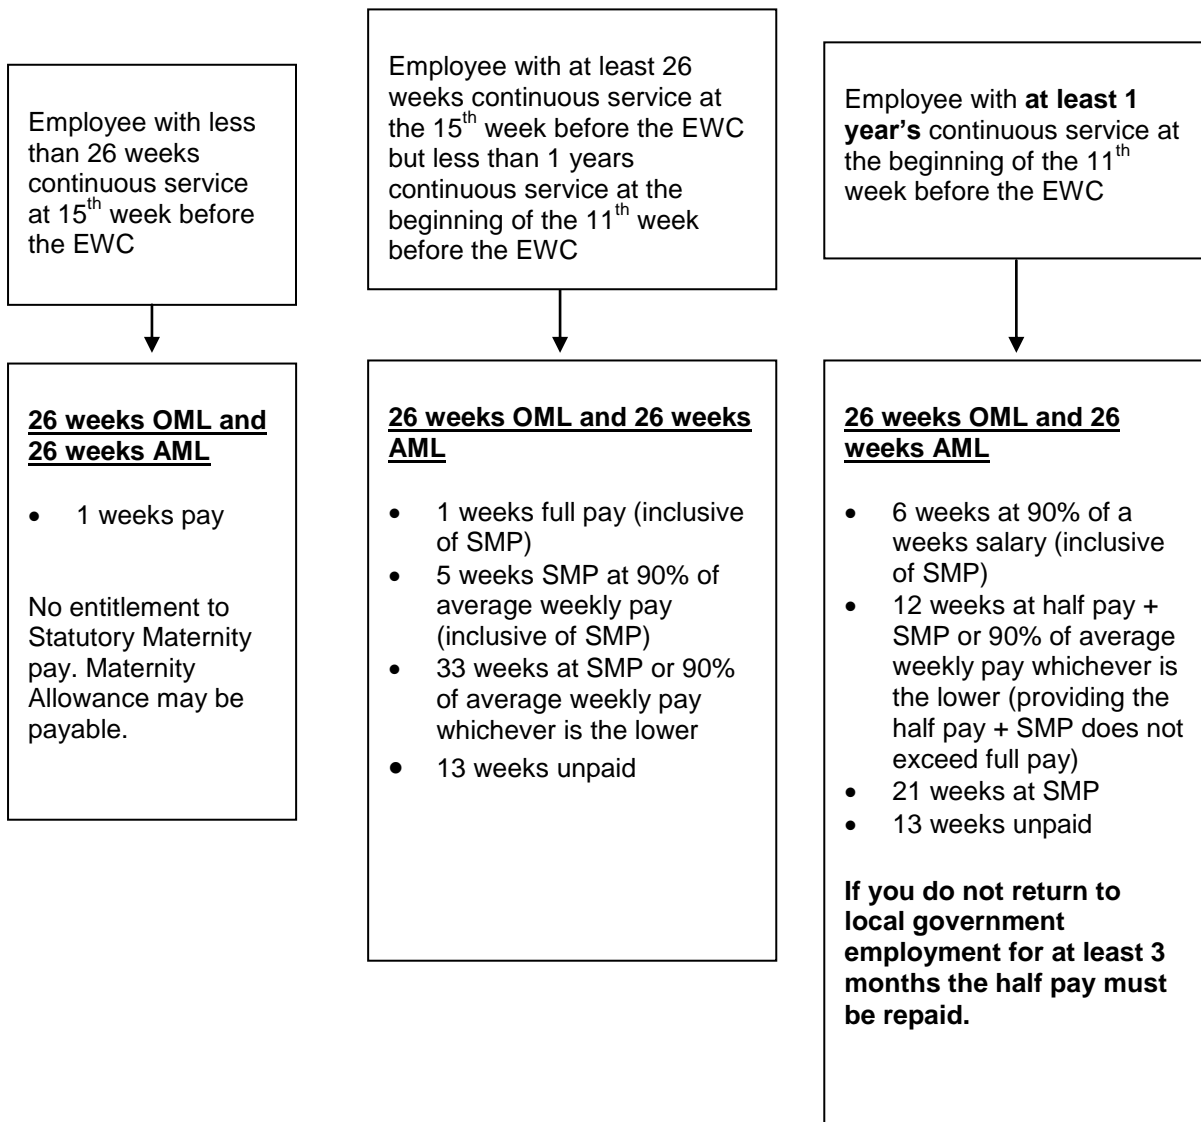 Employee with less
than 26 weeks
continuous service
at 15th week before
the EWC
Employee with at least 26
weeks continuous service at
the 15th week before the EWC
but less than 1 years
continuous service at the
beginning of the 11th week
before the EWC
Employee with at least 1
year's continuous service at
the beginning of the 11th
week before the EWC
26 weeks OML and
26 weeks AML
• 1 weeks pay
No entitlement to
Statutory Maternity
pay. Maternity
Allowance may be
payable.
26 weeks OML and 26 weeks
AML
• 1 weeks full pay (inclusive
of SMP)
• 5 weeks SMP at 90% of
average weekly pay
(inclusive of SMP)
• 33 weeks at SMP or 90%
of average weekly pay
whichever is the lower
• 13 weeks unpaid
26 weeks OML and 26
weeks AML
• 6 weeks at 90% of a
weeks salary (inclusive
of SMP)
• 12 weeks at half pay +
SMP or 90% of average
weekly pay whichever is
the lower (providing the
half pay + SMP does not
exceed full pay)
• 21 weeks at SMP
• 13 weeks unpaid
If you do not return to
local government
employment for at least 3
months the half pay must
be repaid.